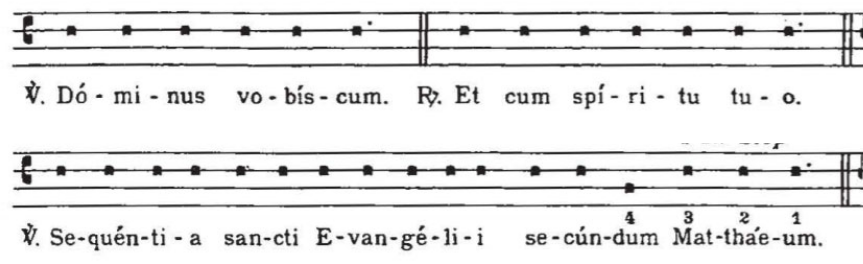 ℣. Dó - mi - nus vo - bís - cum. ℟. Et cum spí - ri - tu tu - o.
4 3 2 1
℣. Se-quén-ti - a san-cti E-van-gé-li-i se-cún-dum Mat-tháe-um.